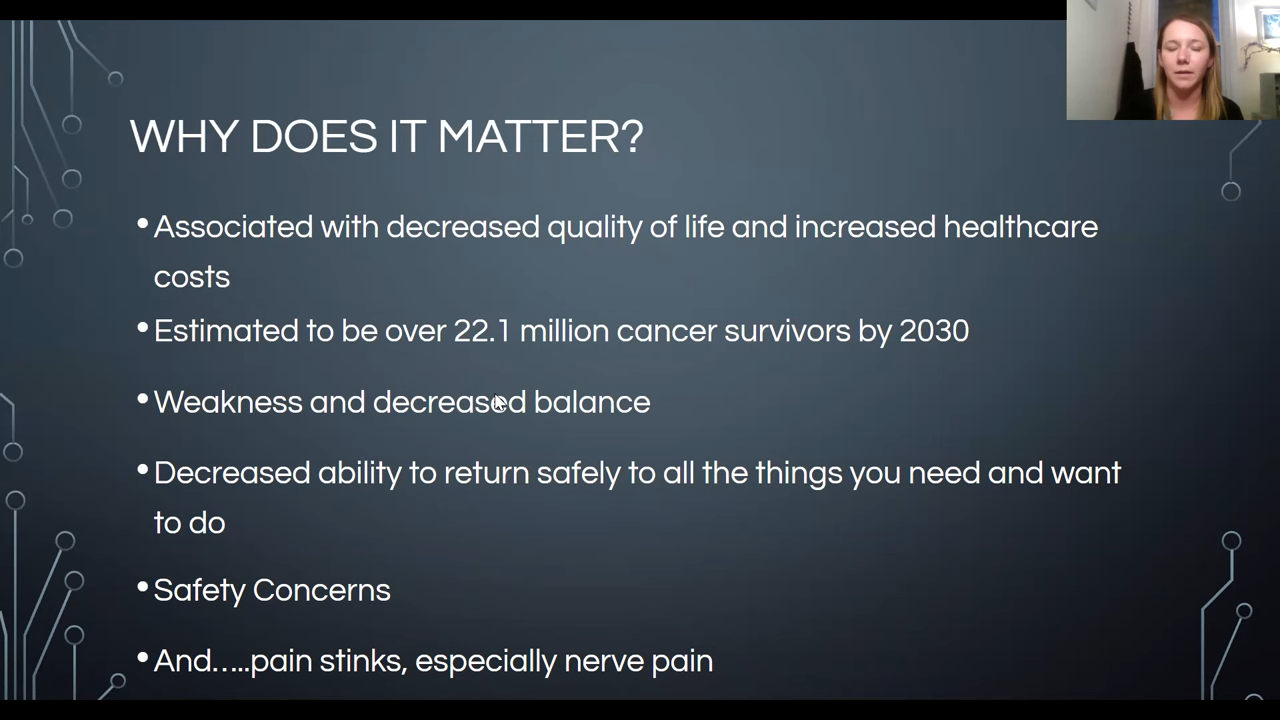 WHY DOES IT MATTER?
•Associated with decreased quality of life and increased healthcare
costs
•Estimated to be over 22.1 million cancer survivors by 2030
•Weakness and decreased balance
•Decreased ability to return safely to all the things you need and want
to do
•Safety Concerns
•And…..pain stinks, especially nerve pain